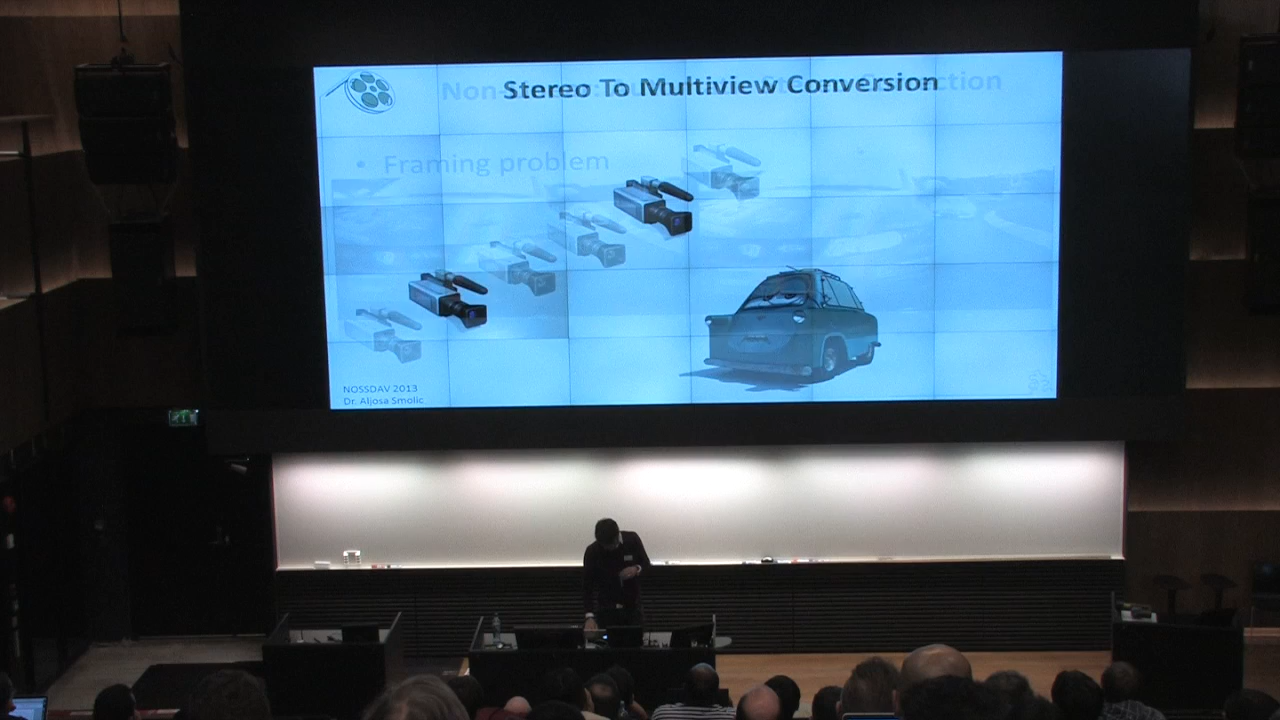 Stereo To Multiview Conversion
• Framing problem
NOSSDAV 2013
Dr. Aljosa Smolic